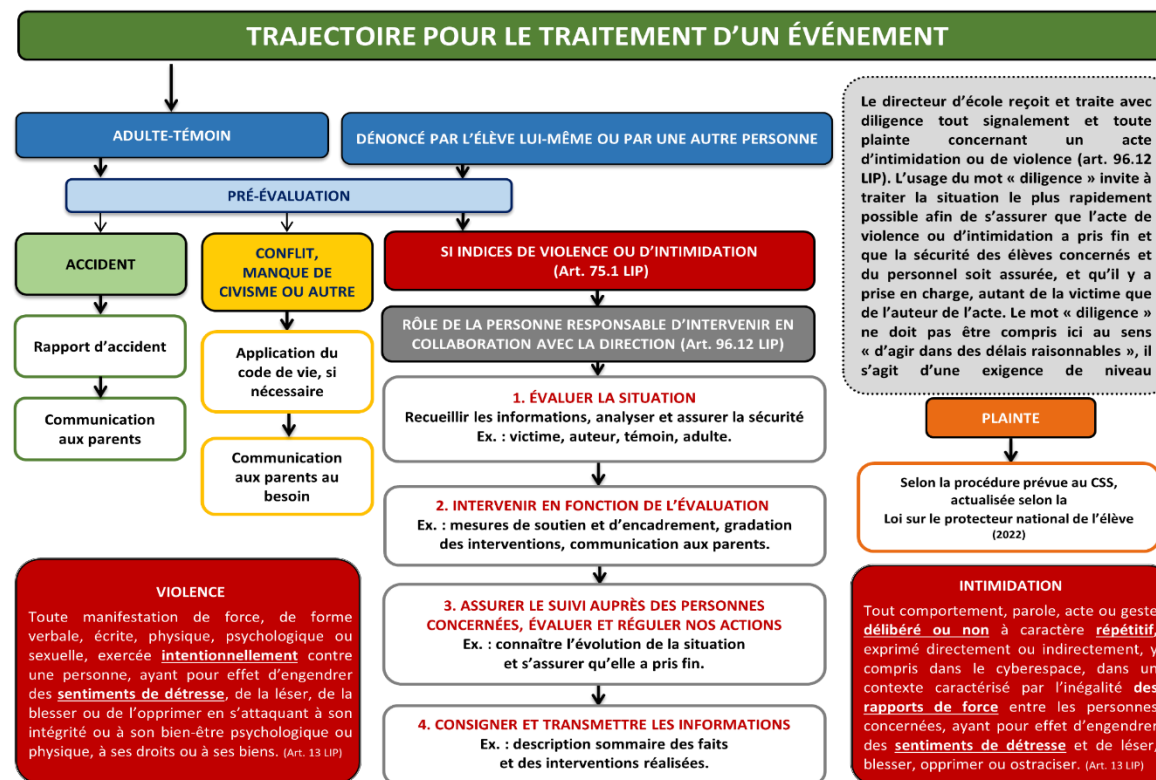 TRAJECTOIRE POUR LE TRAITEMENT D'UN ÉVÉNEMENT
ADULTE-TÉMOIN
DÉNONCÉ PAR L'ÉLÈVE LUI-MÊME OU PAR UNE AUTRE PERSONNE
PRÉ-ÉVALUATION
ACCIDENT
Rapport d'accident
Communication
aux parents
CONFLIT,
MANQUE DE
CIVISME OU AUTRE
Application du
code de vie, si
nécessaire
Communication
aux parents au
besoin
SI INDICES DE VIOLENCE OU D'INTIMIDATION
(Art. 75.1 LIP)
RÔLE DE LA PERSONNE RESPONSABLE D'INTERVENIR EN
COLLABORATION AVEC LA DIRECTION (Art. 96.12 LIP)
1. ÉVALUER LA SITUATION
Recueillir les informations, analyser et assurer la sécurité
Ex. : victime, auteur, témoin, adulte.
2. INTERVENIR EN FONCTION DE L'ÉVALUATION
Ex. : mesures de soutien et d'encadrement, gradation
des interventions, communication aux parents.
3. ASSURER LE SUIVI AUPRÈS DES PERSONNES
CONCERNÉES, ÉVALUER ET RÉGULER NOS ACTIONS
Ex. : connaître l'évolution de la situation
et s'assurer qu'elle a pris fin.
4. CONSIGNER ET TRANSMETTRE LES INFORMATIONS
Ex. : description sommaire des faits
et des interventions réalisées.
Le directeur d'école reçoit et traite avec
diligence tout signalement et toute
plainte concernant un acte
d'intimidation ou de violence (art. 96.12
LIP). L'usage du mot « diligence » invite à
traiter la situation le plus rapidement
possible afin de s'assurer que l'acte de
violence ou d'intimidation a pris fin et
que la sécurité des élèves concernés et
du personnel soit assurée, et qu'il y a
prise en charge, autant de la victime que
de l'auteur de l'acte. Le mot « diligence »
ne doit pas être compris ici au sens
« d'agir dans des délais raisonnables », il
s'agit d'une exigence de niveau
PLAINTE
Selon la procédure prévue au CSS,
actualisée selon la
Loi sur le protecteur national de l'élève
(2022)
VIOLENCE
Toute manifestation de force, de forme
verbale, écrite, physique, psychologique ou
sexuelle, exercée intentionnellement contre
une personne, ayant pour effet d'engendrer
des sentiments de détresse, de la léser, de la
blesser ou de l'opprimer en s'attaquant à son
intégrité ou à son bien-être psychologique ou
physique, à ses droits ou à ses biens. (Art. 13 LIP)
INTIMIDATION
Tout comportement, parole, acte ou geste
délibéré ou non à caractère répétitif,
exprimé directement ou indirectement, y
compris dans le cyberespace, dans un
contexte caractérisé par l'inégalité des
rapports de force entre les personnes
concernées, ayant pour effet d'engendrer
des sentiments de détresse et de léser,
blesser, opprimer ou ostraciser. (Art. 13 LIP)